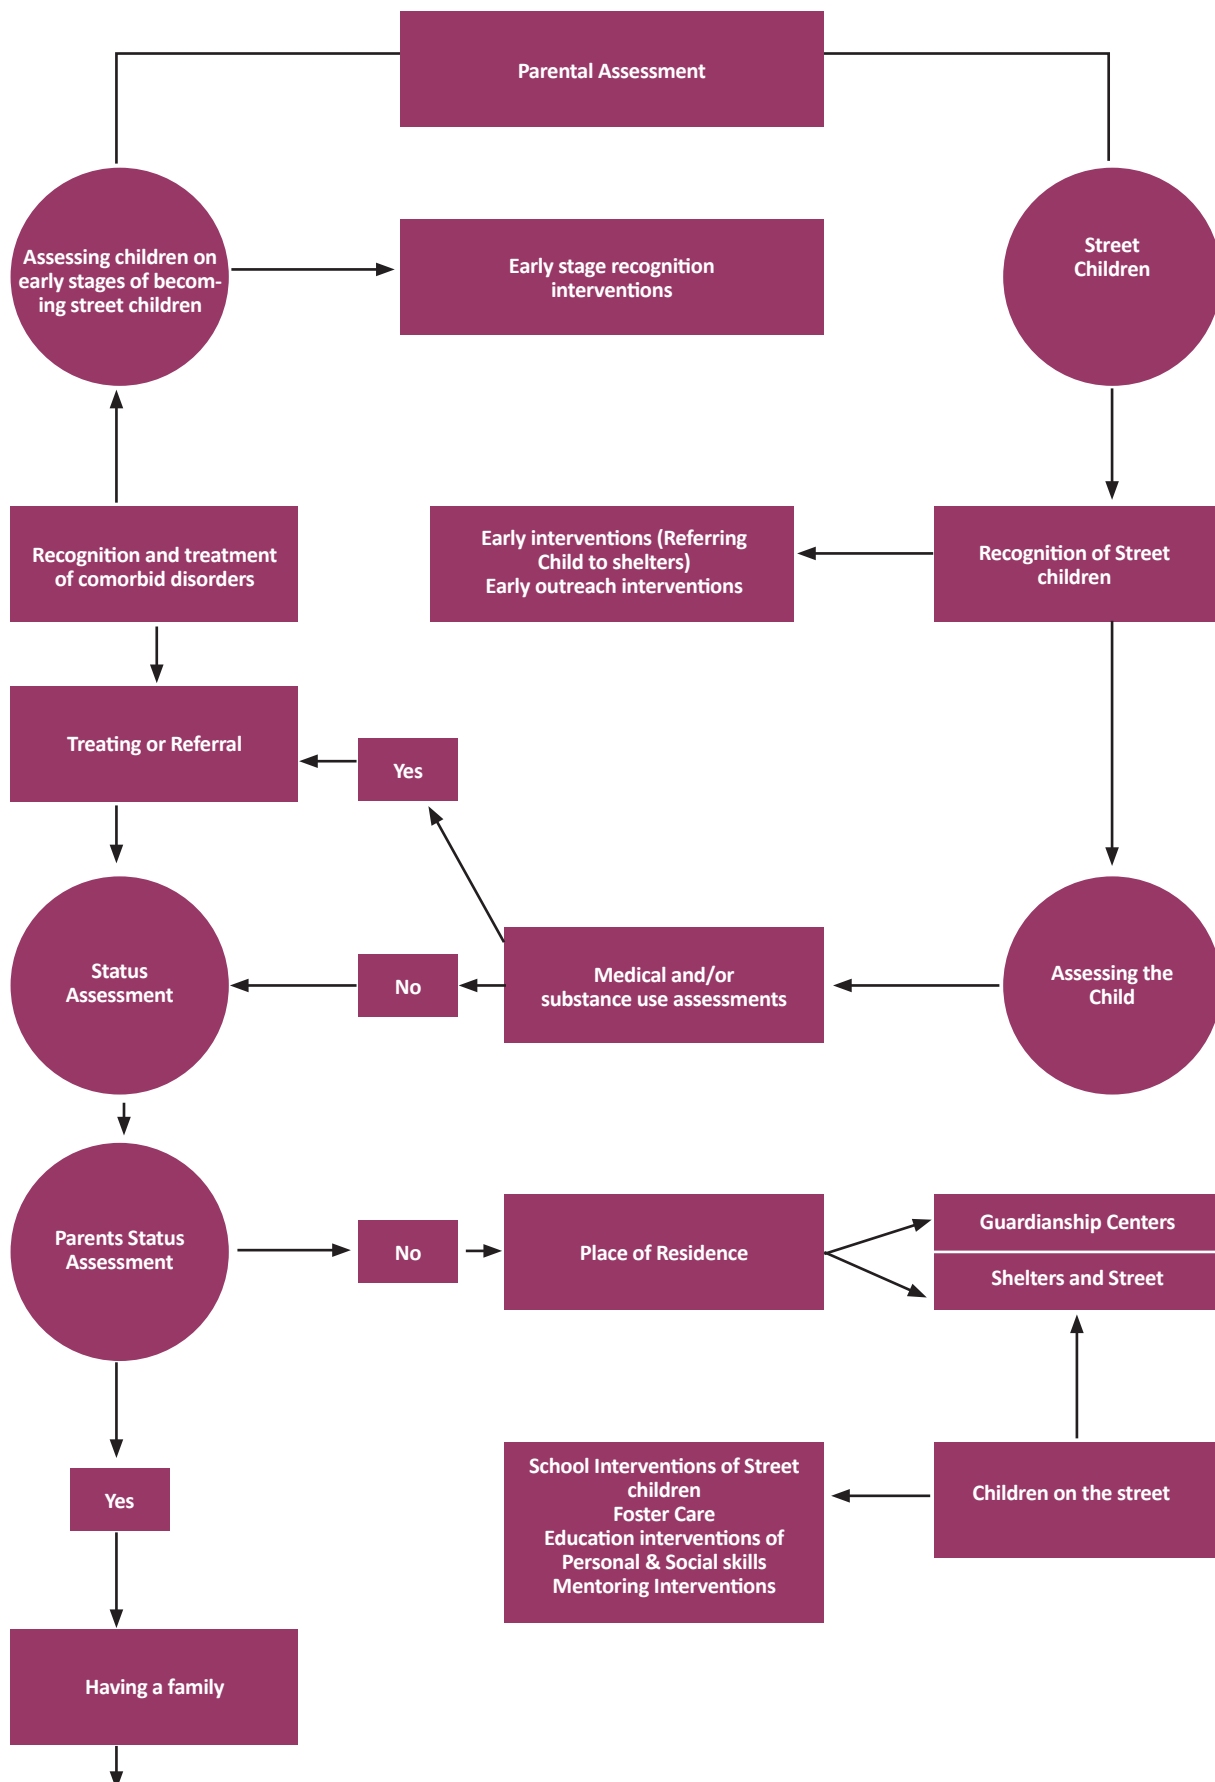 Parental Assessment
Assessing children on
early stages of becom-
ing street children
Early stage recognition
interventions
Street
Children
Recognition and treatment
of comorbid disorders
Early interventions (Referring
Child to shelters)
Early outreach interventions
Recognition of Street
children
Treating or Referral
Yes
Status
Assessment
No
Medical and/or
substance use assessments
Assessing the
Child
Parents Status
Assessment
No
Place of Residence
Guardianship Centers
Shelters and Street
Yes
School Interventions of Street
children
Foster Care
Education interventions of
Personal & Social skills
Mentoring Interventions
Children on the street
Having a family